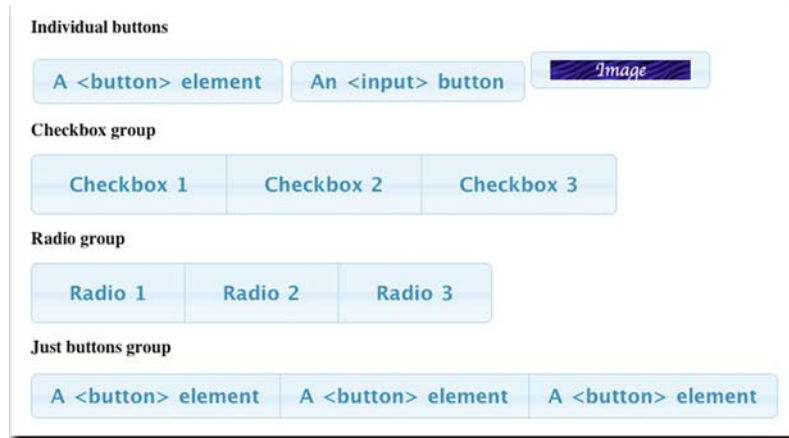 Individual buttons
A <button> element An <input> button Image
Checkbox group
Checkbox 1 Checkbox 2 Checkbox 3
Radio group
Radio 1 Radio 2 Radio 3
Just buttons group
A <button> element A <button> element A <button> element